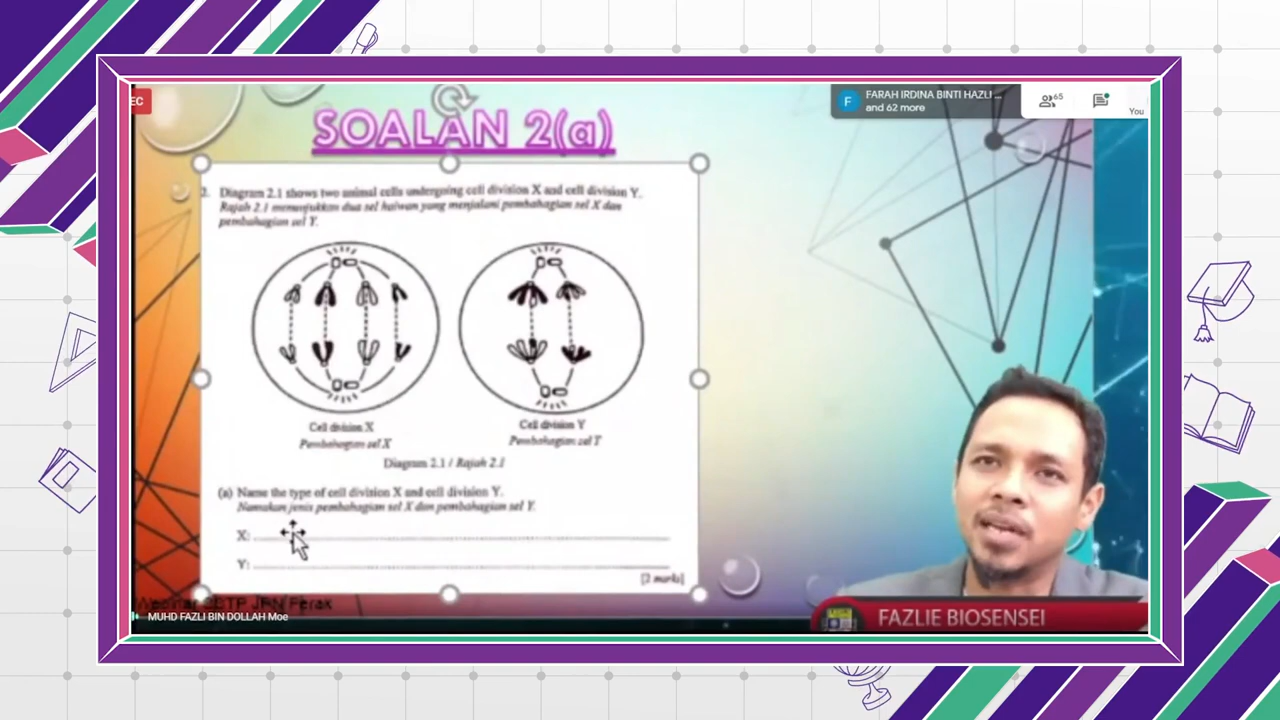 EC
FARAH IRDINA BINTI HAZLI ...
and 62 more
F
65
You
SOALAN 2(a)
2. Diagram 2.1 shows two animal cells undergoing cell division X and cell division Y.
Rajah 2.1 menunjukkan dua sel haiwan yang menjalani pembahagian sel X dan
pembahagian sel Y.
Cell division X
Pembahagian sel X
Cell division Y
Pembahagian sel Y
Diagram 2.1 / Rajah 2.1
(a) Name the type of cell division X and cell division Y.
Namakan jenis pembahagian sel X dan pembahagian sel Y.
X:
Y:
[2 marks]
JPN Perak
MUHD FAZLI BIN DOLLAH Moe
FAZLIE BIOSENSEI